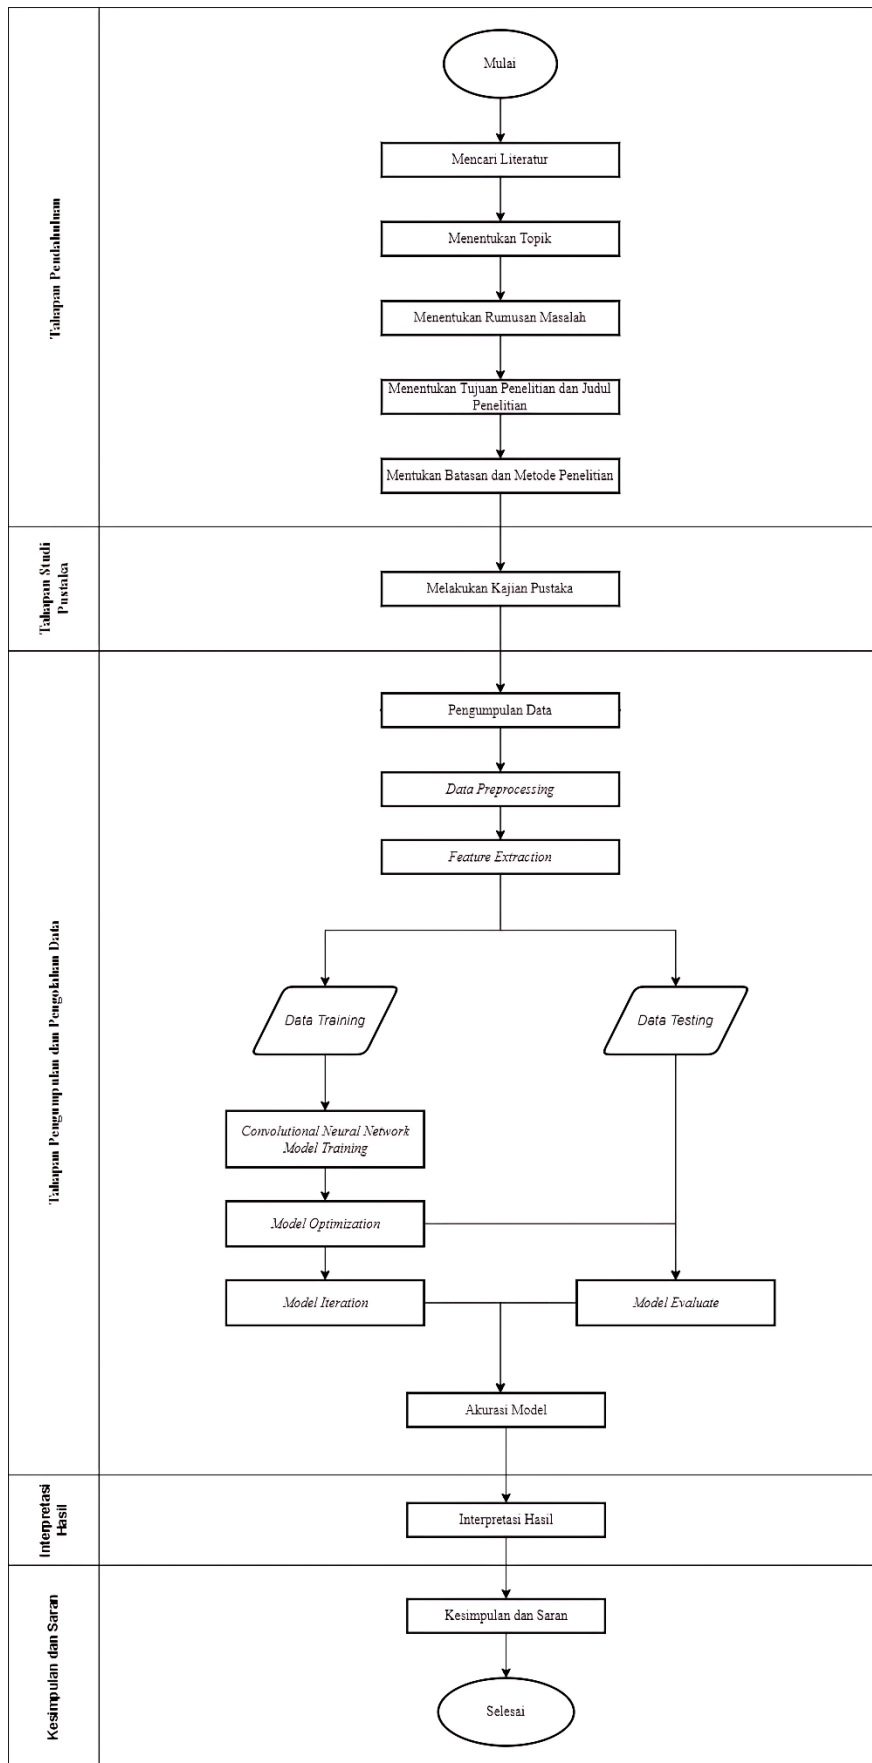 Mulai
Tahapan Pendahuluan
Mencari Literatur
Menentukan Topik
Menentukan Rumusan Masalah
Menentukan Tujuan Penelitian dan Judul
Penelitian
Mentukan Batasan dan Metode Penelitian
Tahapan Studi
Pustaka
Melakukan Kajian Pustaka
Tahapan Pengumpulan dan Pengolahan Data
Pengumpulan Data
Data Preprocessing
Feature Extraction
Data Training
Data Testing
Convolutional Neural Network
Model Training
Model Optimization
Model Iteration
Model Evaluate
Akurasi Model
Interpretasi
Hasil
Interpretasi Hasil
Kesimpulan dan Saran
Kesimpulan dan Saran
Selesai